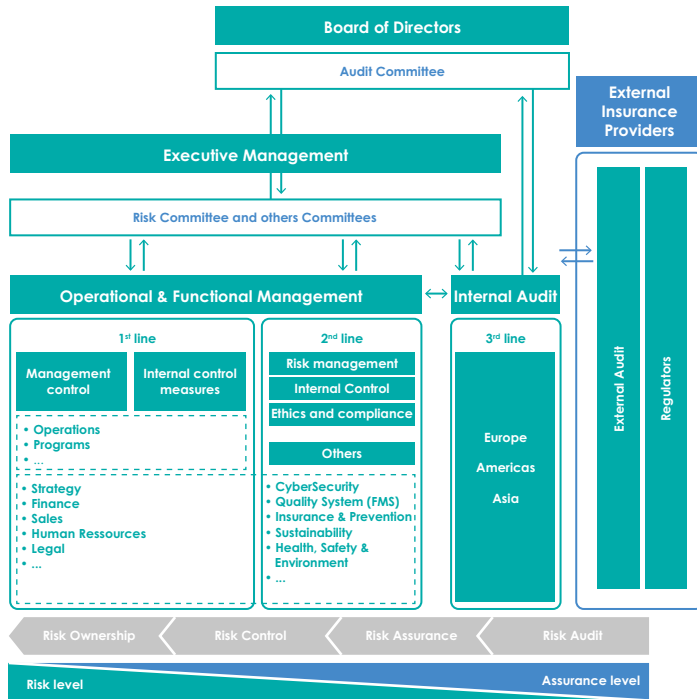 Board of Directors
Audit Committee
External
Insurance
Providers
Executive Management
Risk Committee and others Committees
Operational & Functional Management
Internal Audit
1st line
2nd line
3rd line
Management
control
Internal control
measures
• Operations
• Programs
• ...
• Strategy
• Finance
• Sales
• Human Ressources
• Legal
• ...
Risk management
Internal Control
Ethics and compliance
Others
• CyberSecurity
• Quality System (FMS)
• Insurance & Prevention
• Sustainability
• Health, Safety &
Environment
• ...
Europe
Americas
Asia
External Audit
Regulators
Risk Ownership
Risk Control
Risk Assurance
Risk Audit
Risk level
Assurance level